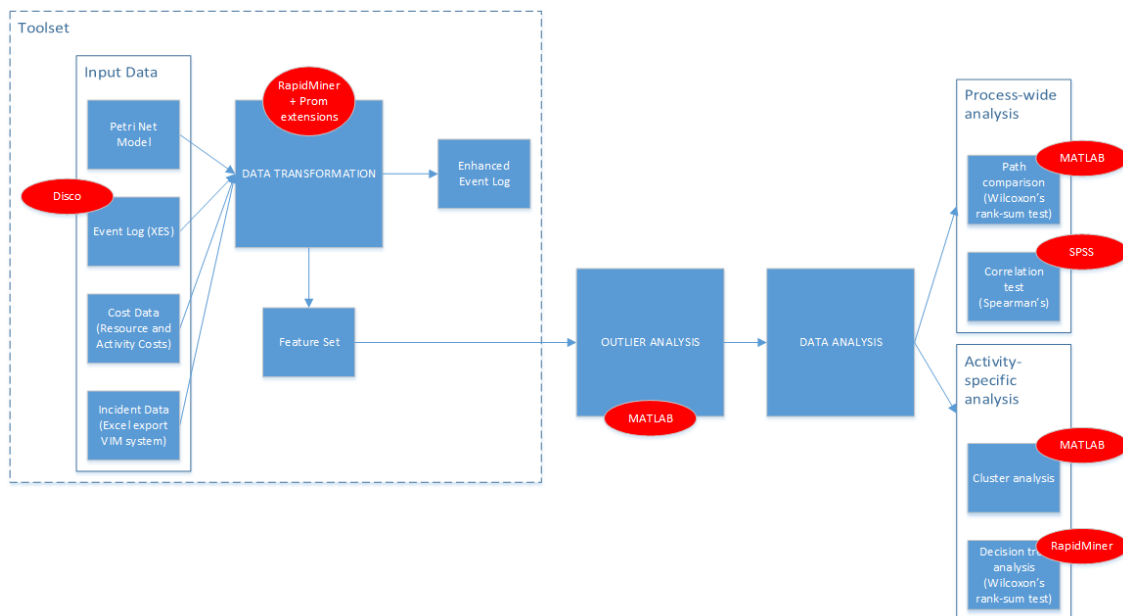 Toolset
Input Data
Petri Net
Model
Disco
Event Log (XES)
Cost Data
(Resource and
Activity Costs)
Incident Data
(Excel export
VIM system)
RapidMiner
+ Prom
extensions
DATA TRANSFORMATION
Enhanced
Event Log
Feature Set
OUTLIER ANALYSIS
MATLAB
DATA ANALYSIS
Process-wide
analysis
MATLAB
Path
comparison
(Wilcoxon's
rank-sum test)
SPSS
Correlation
test
(Spearman's)
Activity-
specific
analysis
MATLAB
Cluster analysis
RapidMiner
Decision
analysis
(Wilcoxon's
rank-sum test)